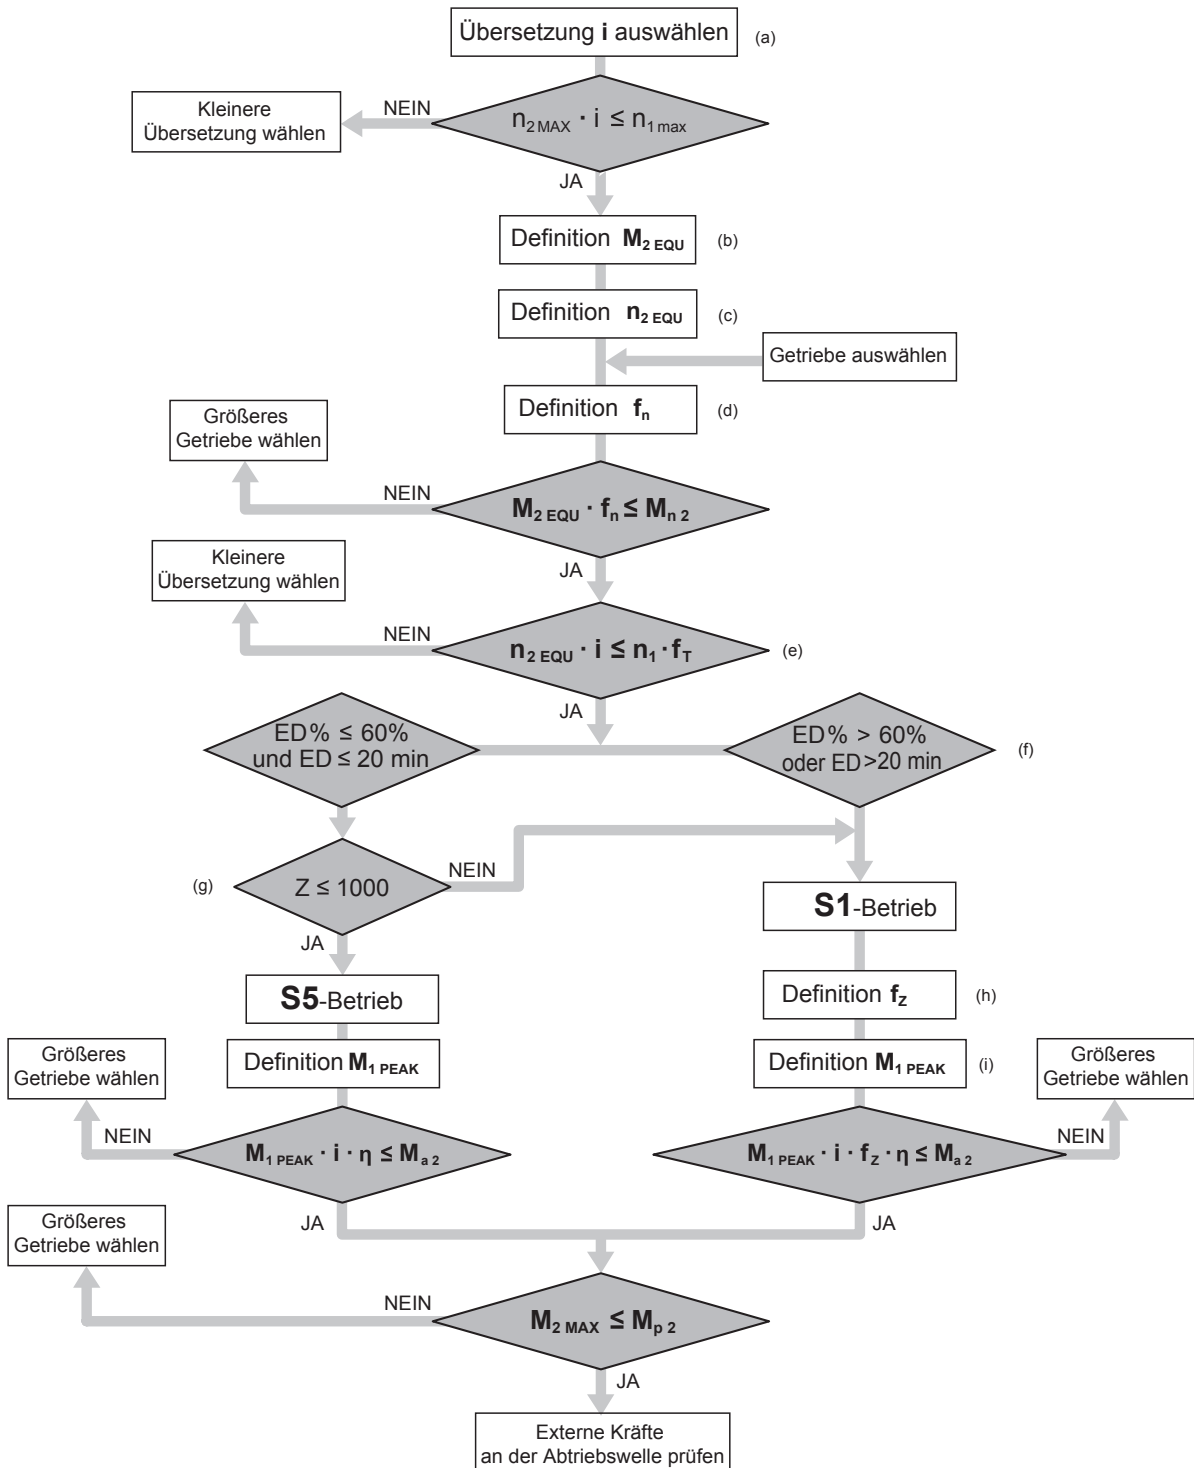 Übersetzung i auswählen
(a)
NEIN
Kleinere
Übersetzung wählen
n2 MAX · i ≤ n1 max
JA
Definition M2 EQU
(b)
Definition n2 EQU
(c)
Getriebe auswählen
Definition fn
(d)
Größeres
Getriebe wählen
NEIN
M2 EQU · fn ≤ Mn 2
Kleinere
Übersetzung wählen
JA
NEIN
n2 EQU · i ≤ n1 · fT
(e)
JA
ED% ≤ 60%
und ED ≤ 20 min
ED% > 60%
oder ED >20 min
(f)
NEIN
(g)
Z ≤ 1000
S1-Betrieb
JA
S5-Betrieb
Definition fZ
(h)
Größeres
Getriebe wählen
Definition M1 PEAK
Definition M1 PEAK
(i)
Größeres
Getriebe wählen
NEIN
M1 PEAK · i · η ≤ Ma 2
M1 PEAK · i · fZ · η ≤ Ma 2
NEIN
JA
JA
Größeres
Getriebe wählen
NEIN
M2 MAX ≤ Mp 2
JA
Externe Kräfte
an der Abtriebswelle prüfen